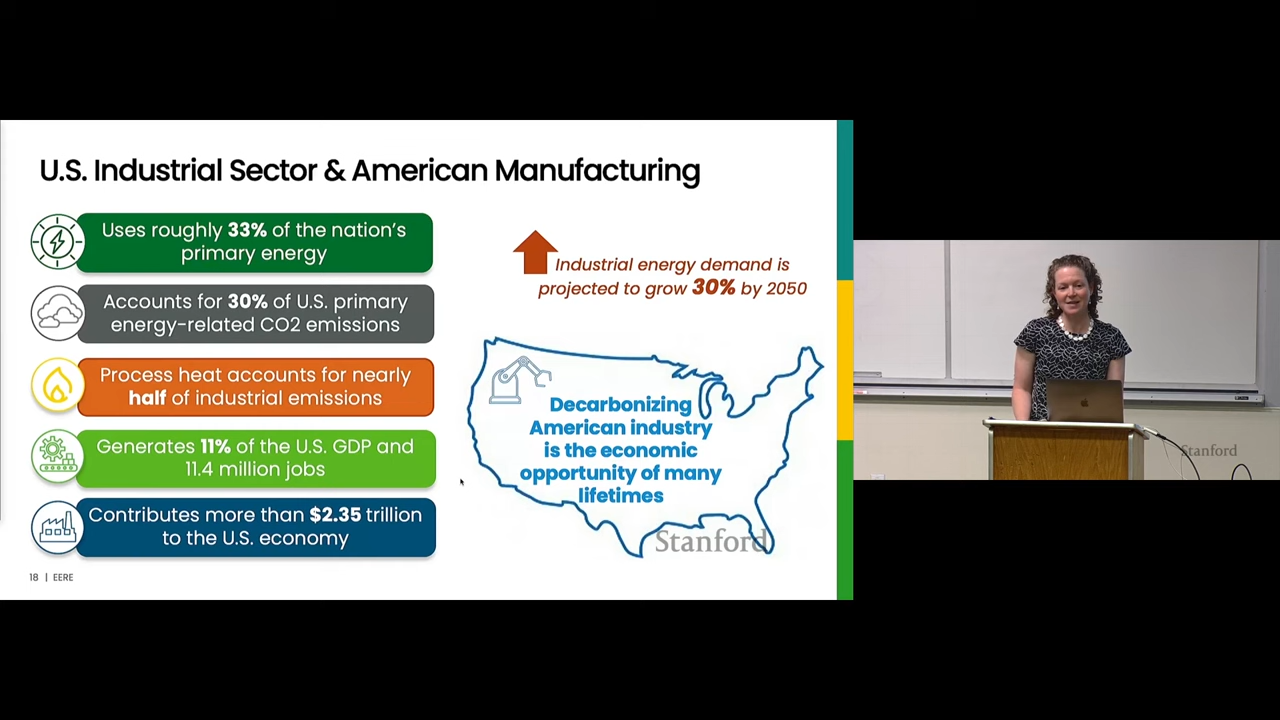 U.S. Industrial Sector & American Manufacturing
Uses roughly 33% of the nation's
primary energy
Accounts for 30% of U.S. primary
energy-related CO2 emissions
Process heat accounts for nearly
half of industrial emissions
Generates 11% of the U.S. GDP and
11.4 million jobs
Contributes more than $2.35 trillion
to the U.S. economy
Industrial energy demand is
projected to grow 30% by 2050
Decarbonizing
American industry
is the economic
opportunity of many
lifetimes
Stanford
18 | EERE
Stanford